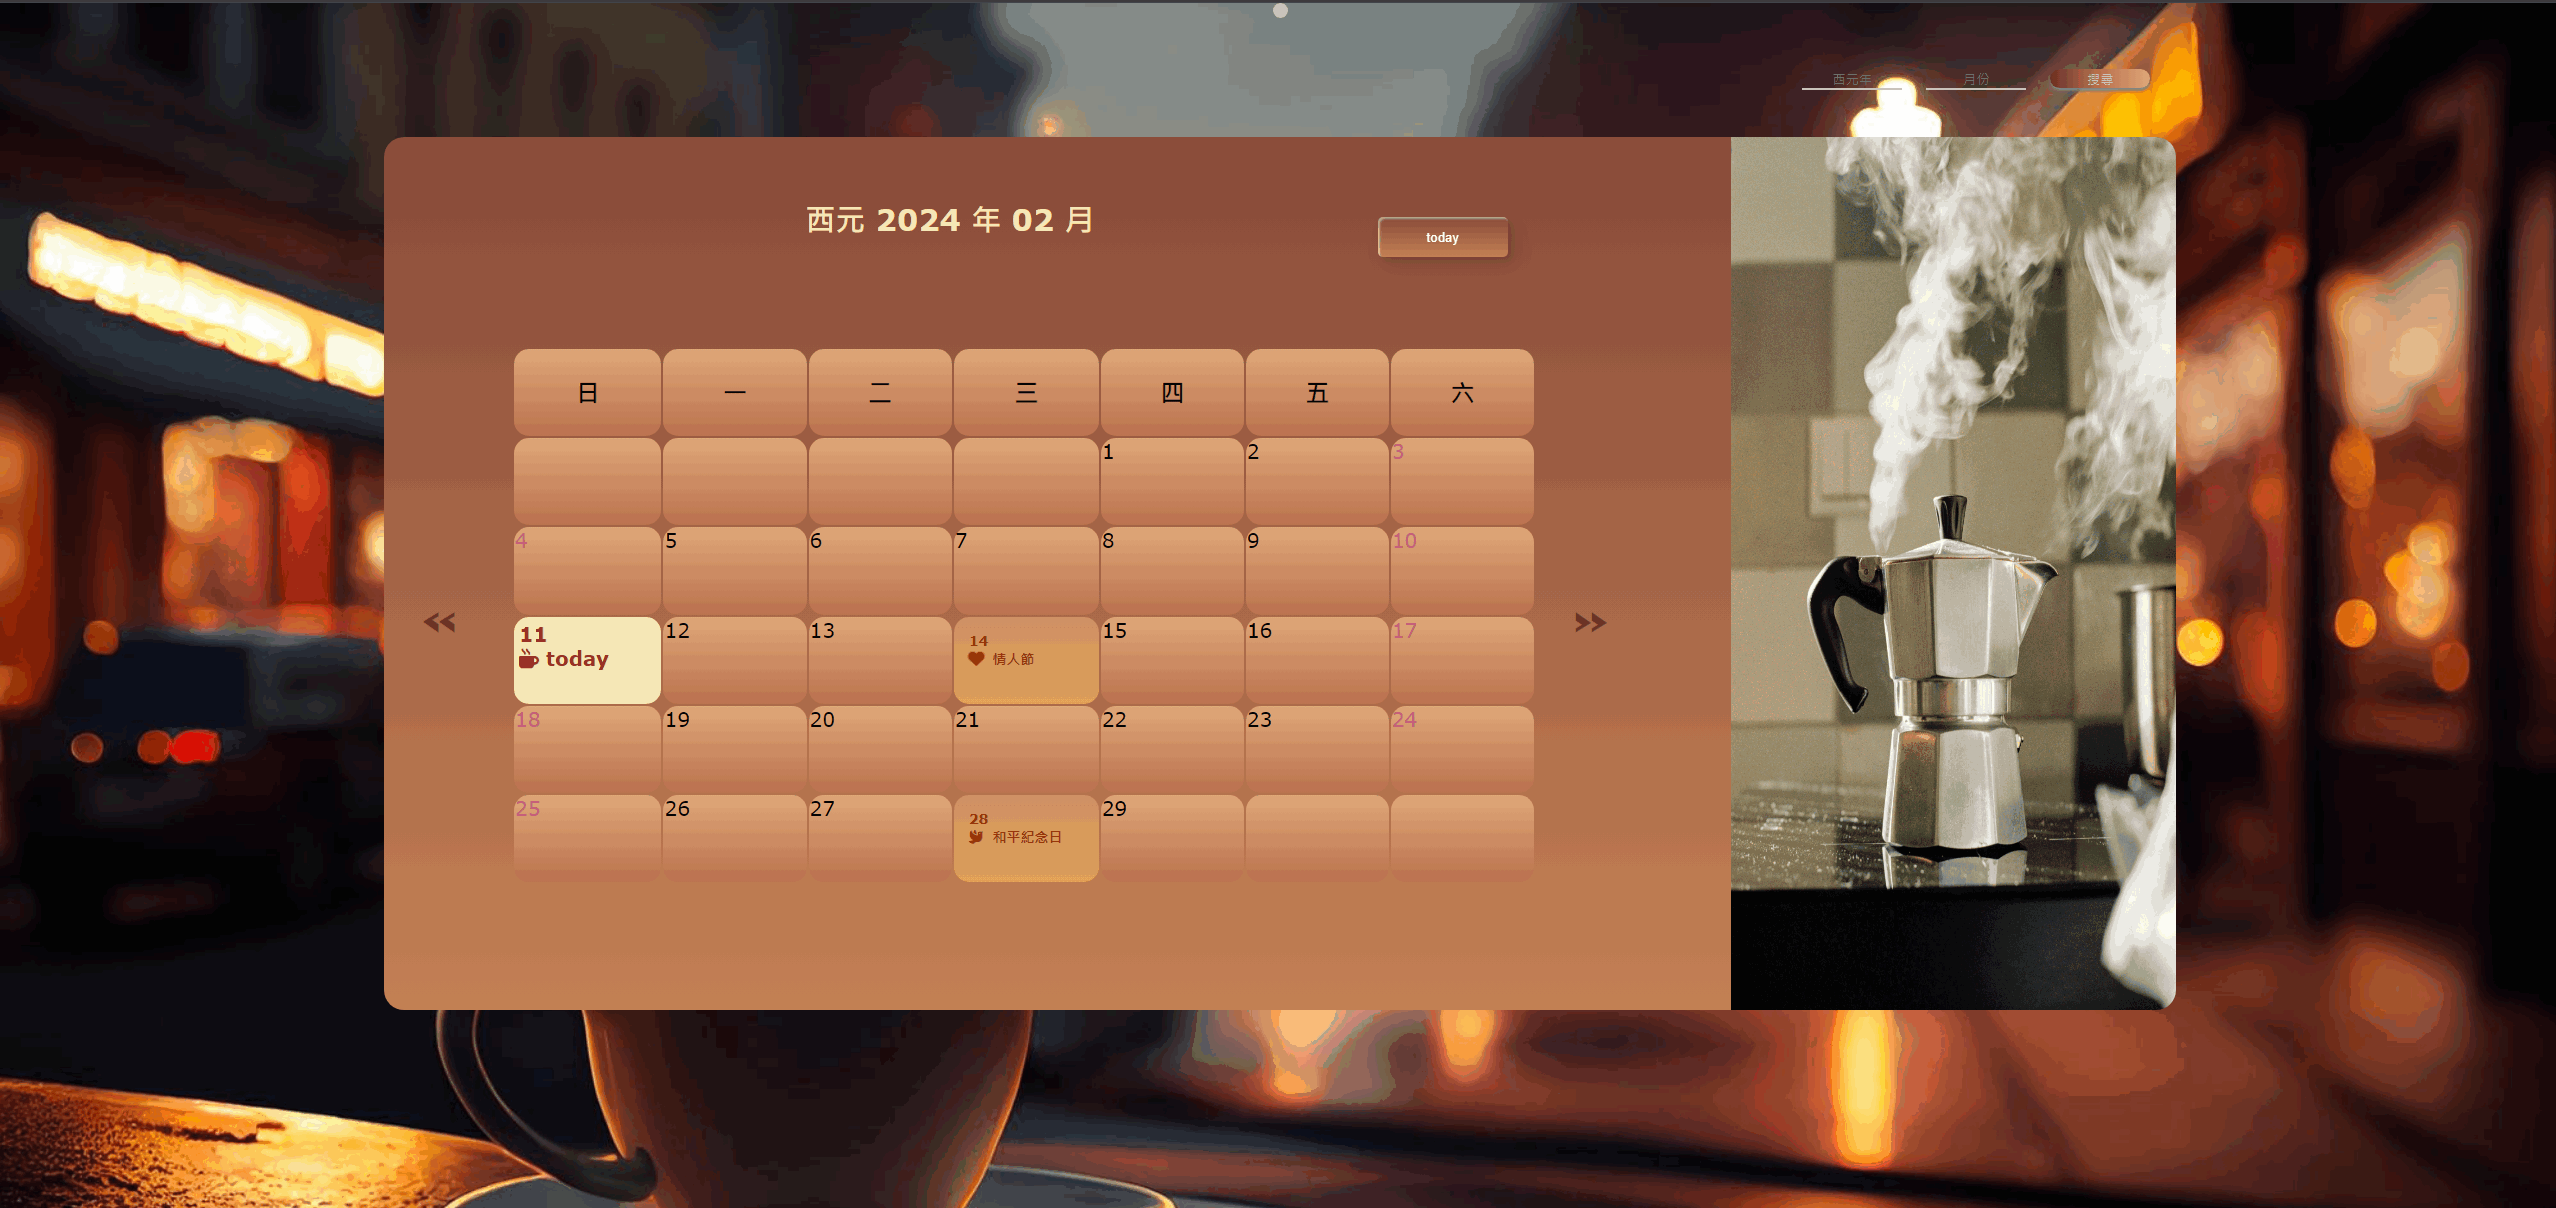 西元年 月份 搜尋
西元 2024 年 02 月
today
日 一 二 三 四 五 六
1 2 3
4 5 6 7 8 9 10
11 12 13 14 15 16 17
today 情人節
18 19 20 21 22 23 24
25 26 27 28 29
和平紀念日